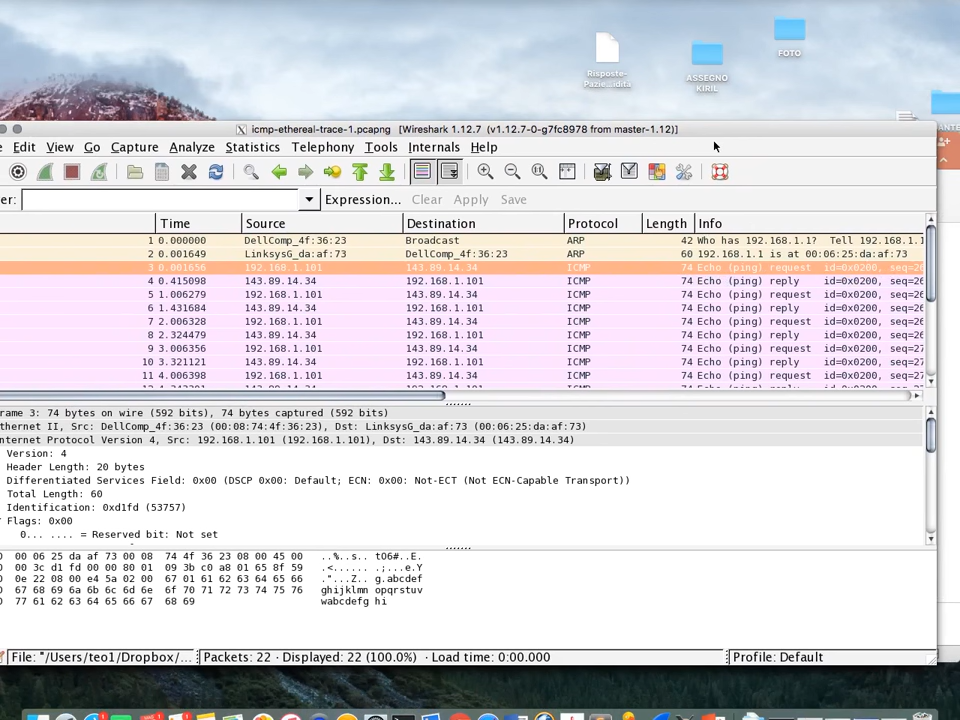 FOTO
Risposte-
Pazie...idità
ASSEGNO
KIRIL
icmp-ethereal-trace-1.pcapng [Wireshark 1.12.7 (v1.12.7-0-g7fc8978 from master-1.12)]
Edit View Go Capture Analyze Statistics Telephony Tools Internals Help
er: Expression... Clear Apply Save
Time Source Destination Protocol Length Info
1 0.000000 DellComp_4f:36:23 Broadcast ARP 42 Who has 192.168.1.1? Tell 192.168.1.1
2 0.001649 LinksysG_da:af:73 DellComp_4f:36:23 ARP 60 192.168.1.1 is at 00:06:25:da:af:73
3 0.001656 192.168.1.101 143.89.14.34 ICMP 74 Echo (ping) request id=0x0200, seq=26
4 0.415098 143.89.14.34 192.168.1.101 ICMP 74 Echo (ping) reply id=0x0200, seq=26
5 1.006279 192.168.1.101 143.89.14.34 ICMP 74 Echo (ping) request id=0x0200, seq=26
6 1.431684 143.89.14.34 192.168.1.101 ICMP 74 Echo (ping) reply id=0x0200, seq=26
7 2.006328 192.168.1.101 143.89.14.34 ICMP 74 Echo (ping) request id=0x0200, seq=26
8 2.324479 143.89.14.34 192.168.1.101 ICMP 74 Echo (ping) reply id=0x0200, seq=26
9 3.006356 192.168.1.101 143.89.14.34 ICMP 74 Echo (ping) request id=0x0200, seq=27
10 3.321121 143.89.14.34 192.168.1.101 ICMP 74 Echo (ping) reply id=0x0200, seq=27
11 4.006398 192.168.1.101 143.89.14.34 ICMP 74 Echo (ping) request id=0x0200, seq=27
rame 3: 74 bytes on wire (592 bits), 74 bytes captured (592 bits)
thernet II, Src: DellComp_4f:36:23 (00:08:74:4f:36:23), Dst: LinksysG_da:af:73 (00:06:25:da:af:73)
nternet Protocol Version 4, Src: 192.168.1.101 (192.168.1.101), Dst: 143.89.14.34 (143.89.14.34)
Version: 4
Header Length: 20 bytes
Differentiated Services Field: 0x00 (DSCP 0x00: Default; ECN: 0x00: Not-ECT (Not ECN-Capable Transport))
Total Length: 60
Identification: 0xd1fd (53757)
Flags: 0x00
0... .... = Reserved bit: Not set
0 00 06 25 da af 73 00 08 74 4f 36 23 08 00 45 00 ..%..s.. tO6#..E.
0 00 3c d1 fd 00 00 80 01 09 3b c0 a8 01 65 8f 59 .<...... .;...e.Y
0 0e 22 08 00 e4 5a 02 00 67 01 61 62 63 64 65 66 ."...Z.. g.abcdef
0 67 68 69 6a 6b 6c 6d 6e 6f 70 71 72 73 74 75 76 ghijklmn opqrstuv
0 77 61 62 63 64 65 66 67 68 69 wabcdefg hi
File: "/Users/teo1/Dropbox/... Packets: 22 · Displayed: 22 (100.0%) · Load time: 0:00.000 Profile: Default